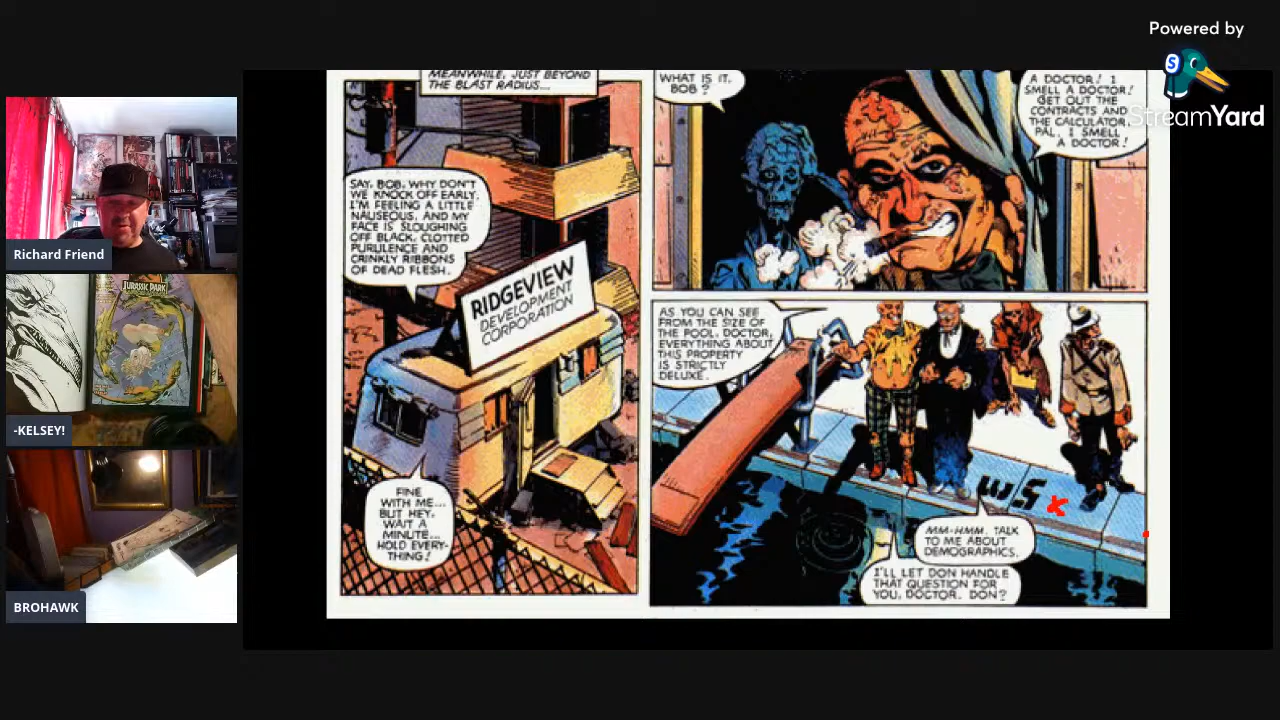 Powered by
StreamYard
Richard Friend
-KELSEY!
BROHAWK
JURASSIC PARK
MEANWHILE, JUST BEYOND
THE BLAST RADIUS...
SAY, BOB, WHY DON'T
WE KNOCK OFF EARLY.
I'M FEELING A LITTLE
NAUSEOUS, AND MY
FACE IS SLOUGHING
OFF BLACK, CLOTTED
PURULENCE AND
CRINKLY RIBBONS
OF DEAD FLESH.
RIDGEVIEW
DEVELOPMENT
CORPORATION
FINE
WITH ME...
BUT HEY,
WAIT A
MINUTE...
HOLD EVERY-
THING!
WHAT IS IT,
BOB?
A DOCTOR! I
SMELL A DOCTOR!
GET OUT THE
CONTRACTS AND
THE CALCULATOR,
PAL. I SMELL
A DOCTOR!
AS YOU CAN SEE
FROM THE SIZE OF
THE POOL, DOCTOR,
EVERYTHING ABOUT
THIS PROPERTY
IS STRICTLY
DELUXE.
MM-HMM. TALK
TO ME ABOUT
DEMOGRAPHICS.
I'LL LET DON HANDLE
THAT QUESTION FOR
YOU, DOCTOR. DON?